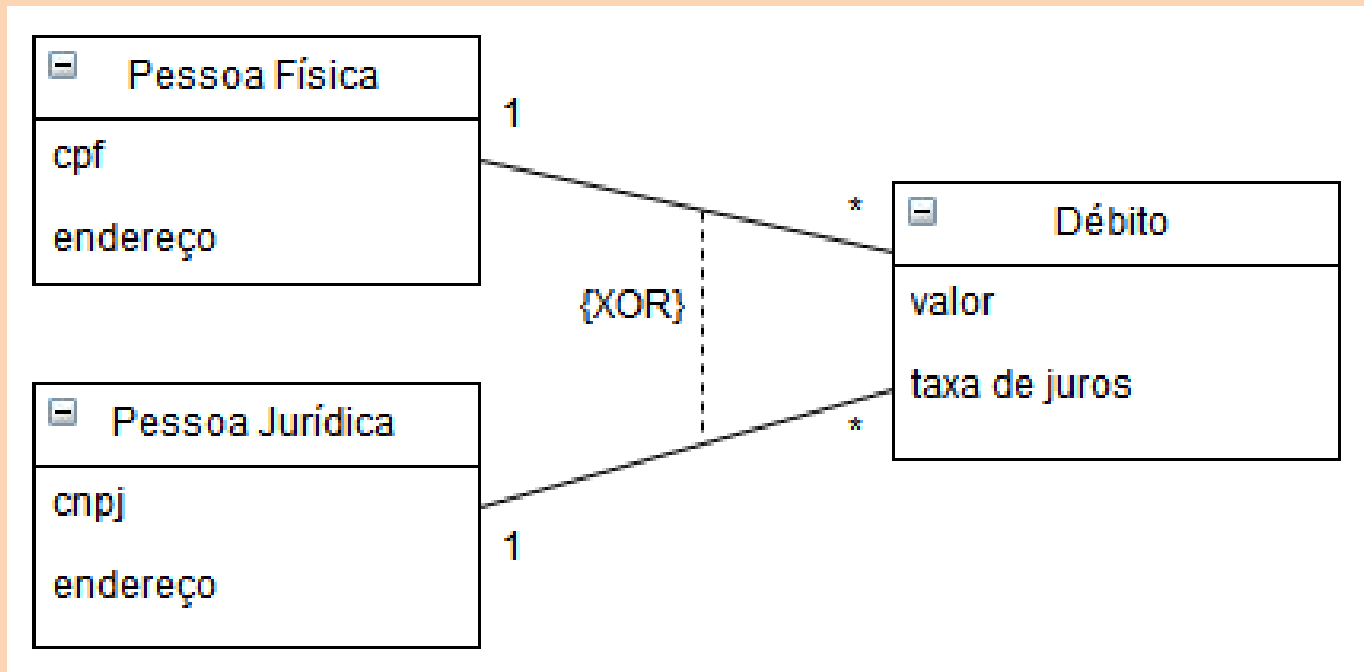 Pessoa Física
cpf
endereço
1
*
Débito
valor
taxa de juros
{XOR}
Pessoa Jurídica
cnpj
endereço
1
*